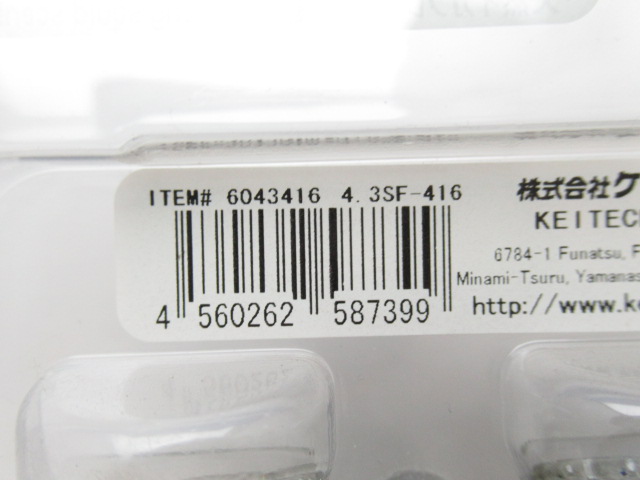 ITEM# 6043416 4.3SF-416
4 560262 587399
株式会社ケ
KEITEC
6784-1 Funatsu, F
Minami-Tsuru, Yamanas
http://www.ke